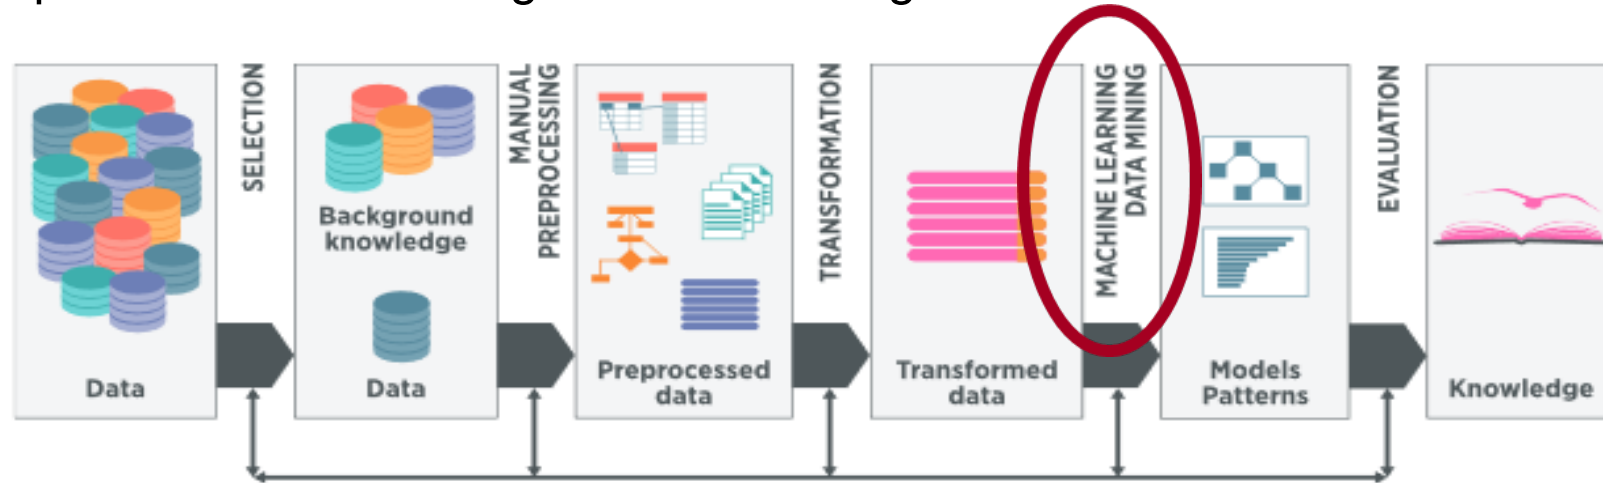 SELECTION
MANUAL
PREPROCESSING
TRANSFORMATION
MACHINE LEARNING
DATA MINING
EVALUATION
Background
knowledge
Data
Data
Preprocessed
data
Transformed
data
Models
Patterns
Knowledge